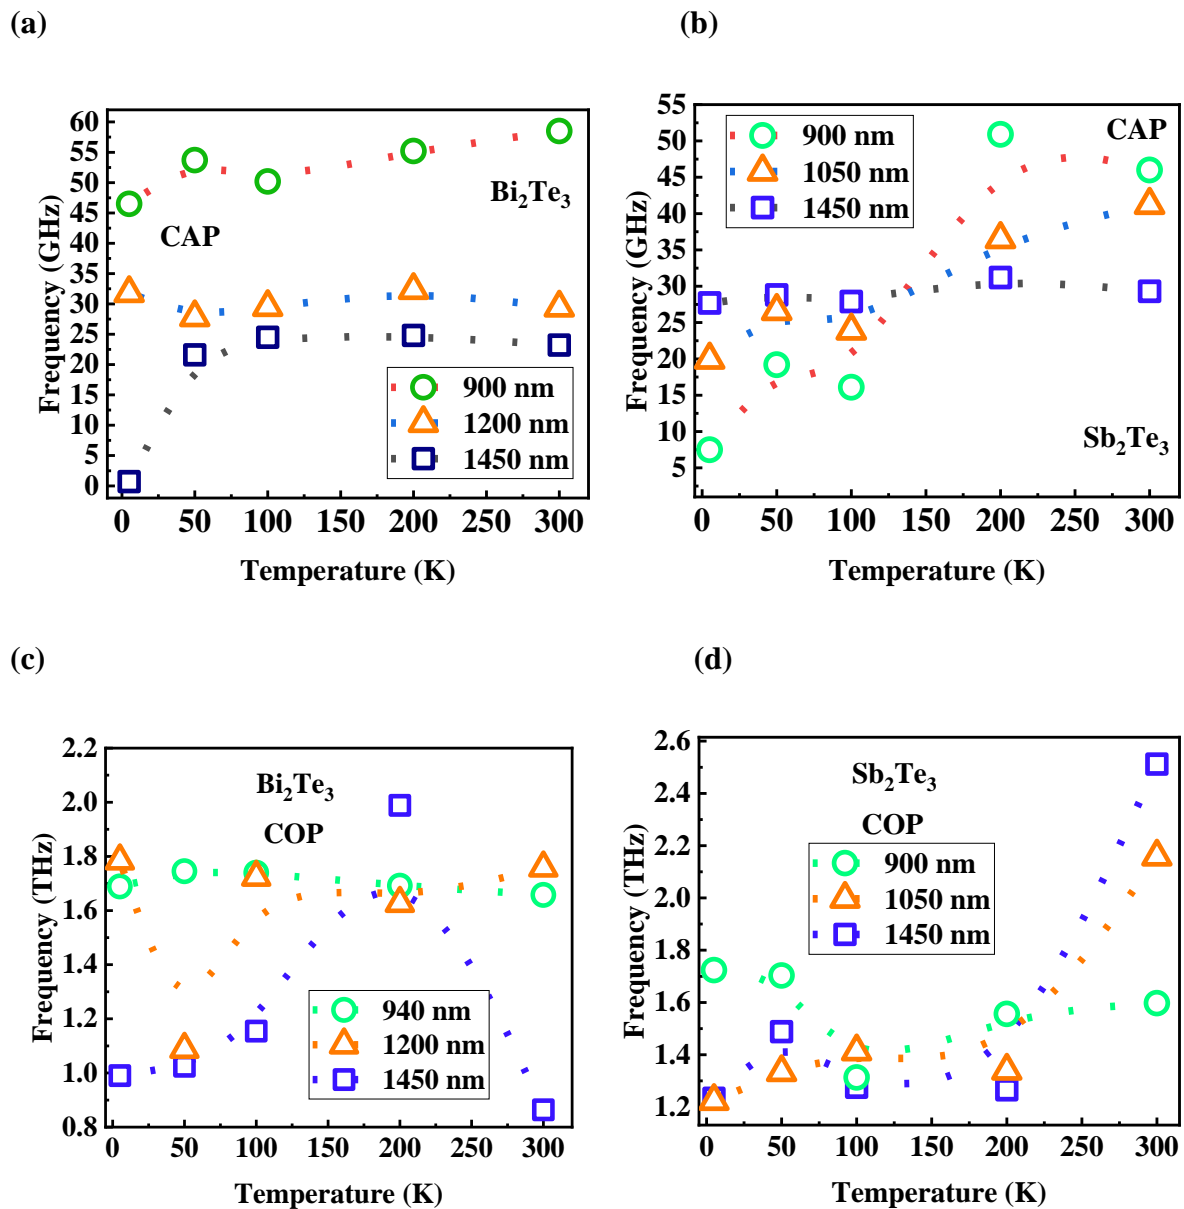 (a)
60
55
50
45
40
35
30
25
20
15
10
5
0
Frequency (GHz)
CAP
Bi₂Te₃
900 nm
1200 nm
1450 nm
0 50 100 150 200 250 300
Temperature (K)
(b)
55
50
45
40
35
30
25
20
15
10
5
Frequency (GHz)
900 nm
1050 nm
1450 nm
CAP
Sb₂Te₃
0 50 100 150 200 250 300
Temperature (K)
(c)
2.2
2.0
1.8
1.6
1.4
1.2
1.0
0.8
Frequency (THz)
Bi₂Te₃
COP
940 nm
1200 nm
1450 nm
0 50 100 150 200 250 300
Temperature (K)
(d)
2.6
2.4
2.2
2.0
1.8
1.6
1.4
1.2
Frequency (THz)
Sb₂Te₃
COP
900 nm
1050 nm
1450 nm
0 50 100 150 200 250 300
Temperature (K)